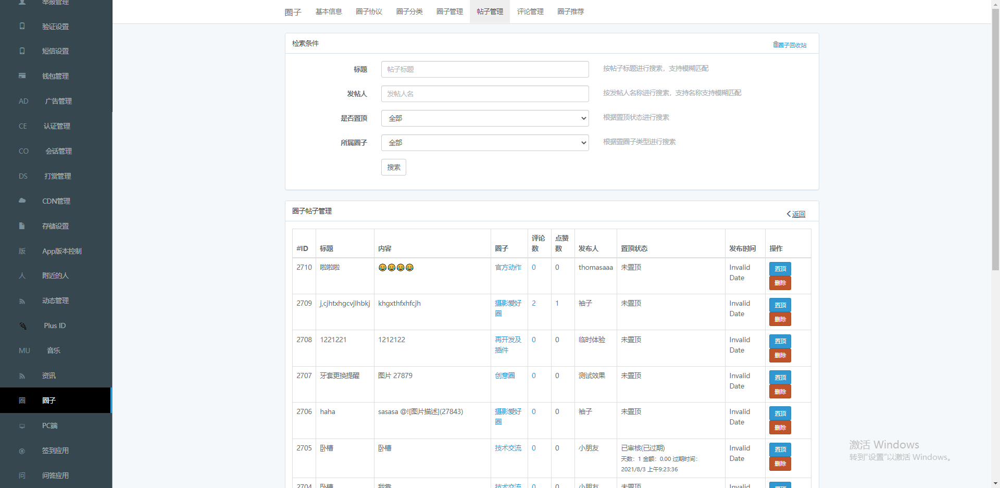 举报管理
验证设置
短信设置
钱包管理
AD 广告管理
CE 认证管理
CO 会话管理
DS 打赏管理
CDN管理
存储设置
版 App版本控制
人 附近的人
动态管理
Plus ID
MU 音乐
资讯
圈 圈子
PC端
签到应用
问 问答应用
圈子 基本信息 圈子协议 圈子分类 圈子管理 帖子管理 评论管理 圈子推荐
检索条件 圈子回收站
标题 帖子标题 按帖子标题进行搜索，支持模糊匹配
发帖人 发帖人名 按发帖人名称进行搜索，支持名称支持模糊匹配
是否置顶 全部 根据置顶状态进行搜索
所属圈子 全部 根据置圈子类型进行搜索
搜索
圈子帖子管理 返回
#ID 标题 内容 圈子 评论数 点赞数 发布人 置顶状态 发布时间 操作
2710 啦啦啦 😂😂😂😂 官方动作 0 0 thomasaaa 未置顶 Invalid Date 置顶 删除
2709 j,cjhtxhgcvjlhbkj khgxthfxhfcjh 摄影爱好圈 2 1 袖子 未置顶 Invalid Date 置顶 删除
2708 1221221 1212122 再开发及插件 0 0 临时体验 未置顶 Invalid Date 置顶 删除
2707 牙套更换提醒 图片 27879 创意圈 0 0 测试效果 未置顶 Invalid Date 置顶 删除
2706 haha sasasa @![图片描述](27843) 摄影爱好圈 0 0 袖子 未置顶 Invalid Date 置顶 删除
2705 卧槽 卧槽 技术交流 0 0 小朋友 已审核(已过期) Invalid Date 置顶 删除
天数：1 金额：0.00 过期时间：
2021/8/3 上午9:23:36
2704 卧槽 我靠 技术交流 0 0 小朋友 未置顶 Invalid 置顶
激活 Windows
转到"设置"以激活 Windows。